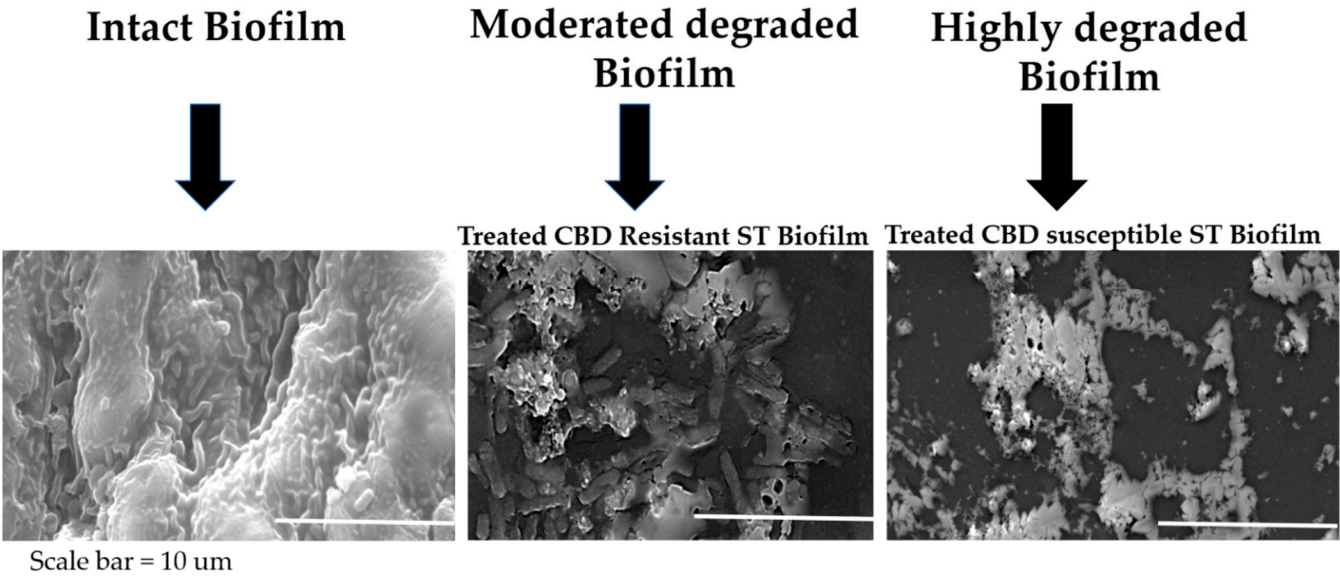 Intact Biofilm
Moderated degraded
Biofilm
Highly degraded
Biofilm
Treated CBD Resistant ST Biofilm
Treated CBD susceptible ST Biofilm
Scale bar = 10 um